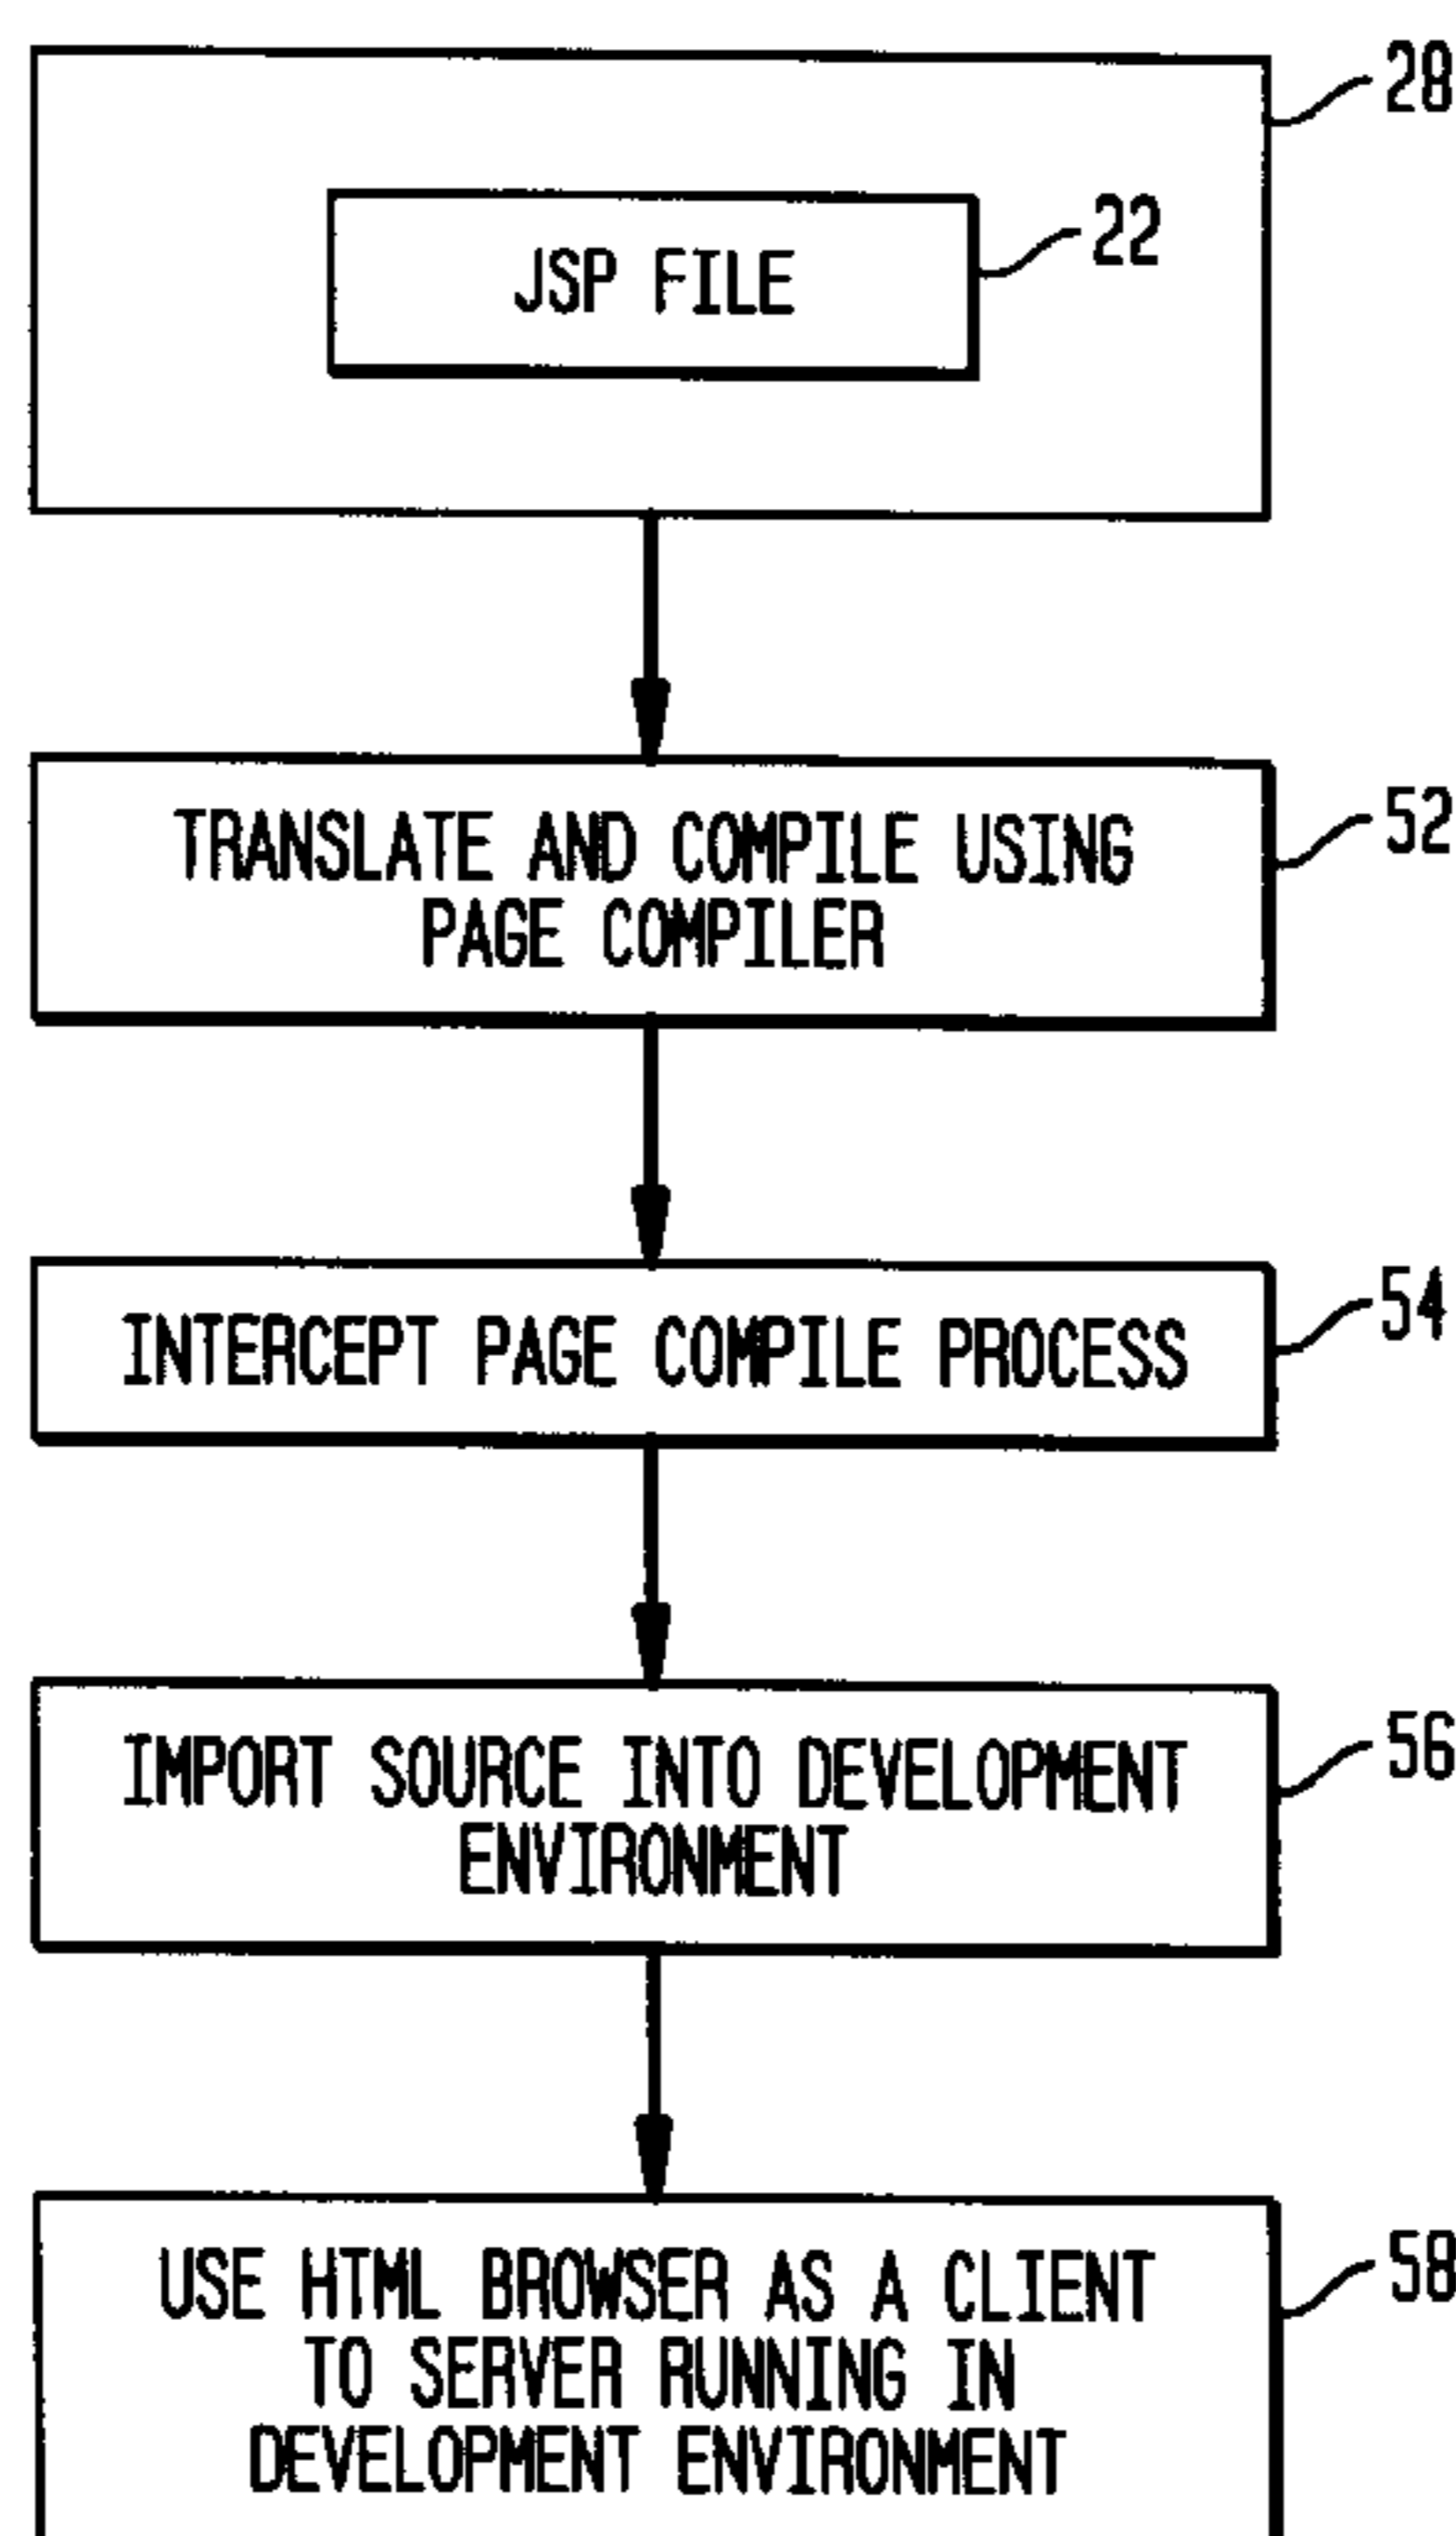 28
JSP FILE
22
TRANSLATE AND COMPILE USING
PAGE COMPILER
52
INTERCEPT PAGE COMPILE PROCESS
54
IMPORT SOURCE INTO DEVELOPMENT
ENVIRONMENT
56
USE HTML BROWSER AS A CLIENT
TO SERVER RUNNING IN
DEVELOPMENT ENVIRONMENT
58